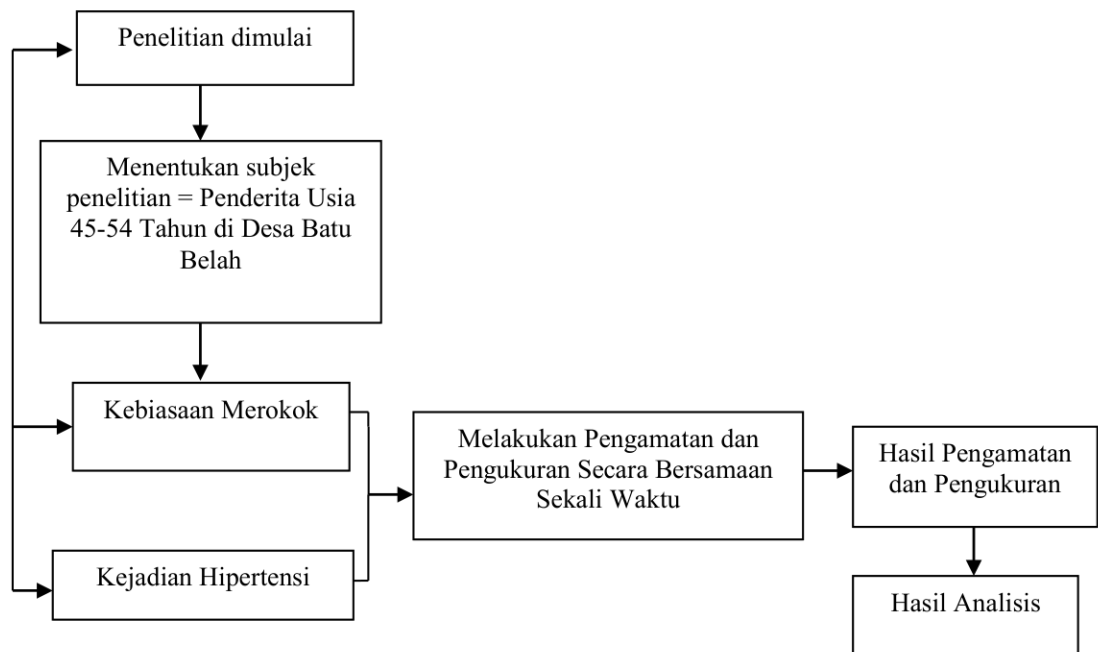 Penelitian dimulai
Menentukan subjek
penelitian = Penderita Usia
45-54 Tahun di Desa Batu
Belah
Kebiasaan Merokok
Kejadian Hipertensi
Melakukan Pengamatan dan
Pengukuran Secara Bersamaan
Sekali Waktu
Hasil Pengamatan
dan Pengukuran
Hasil Analisis